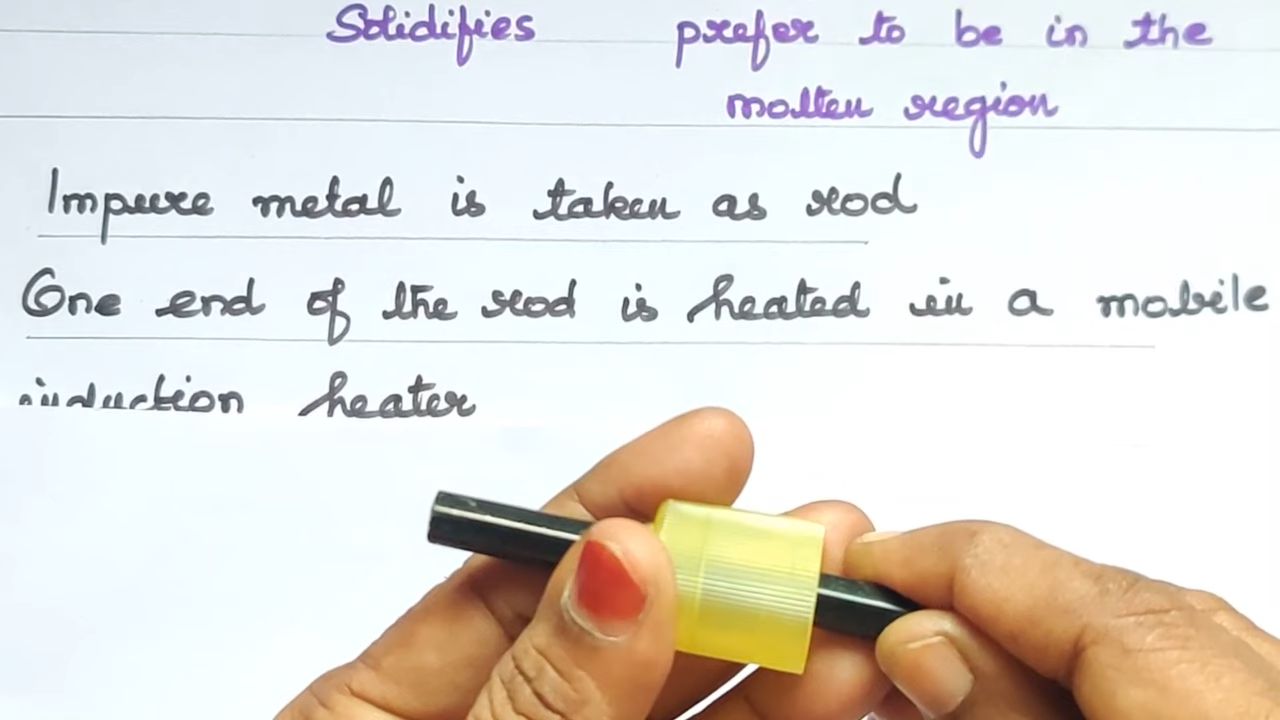 Solidifies prefer to be in the
molten region
Impure metal is taken as rod
One end of the rod is heated in a mobile
induction heater